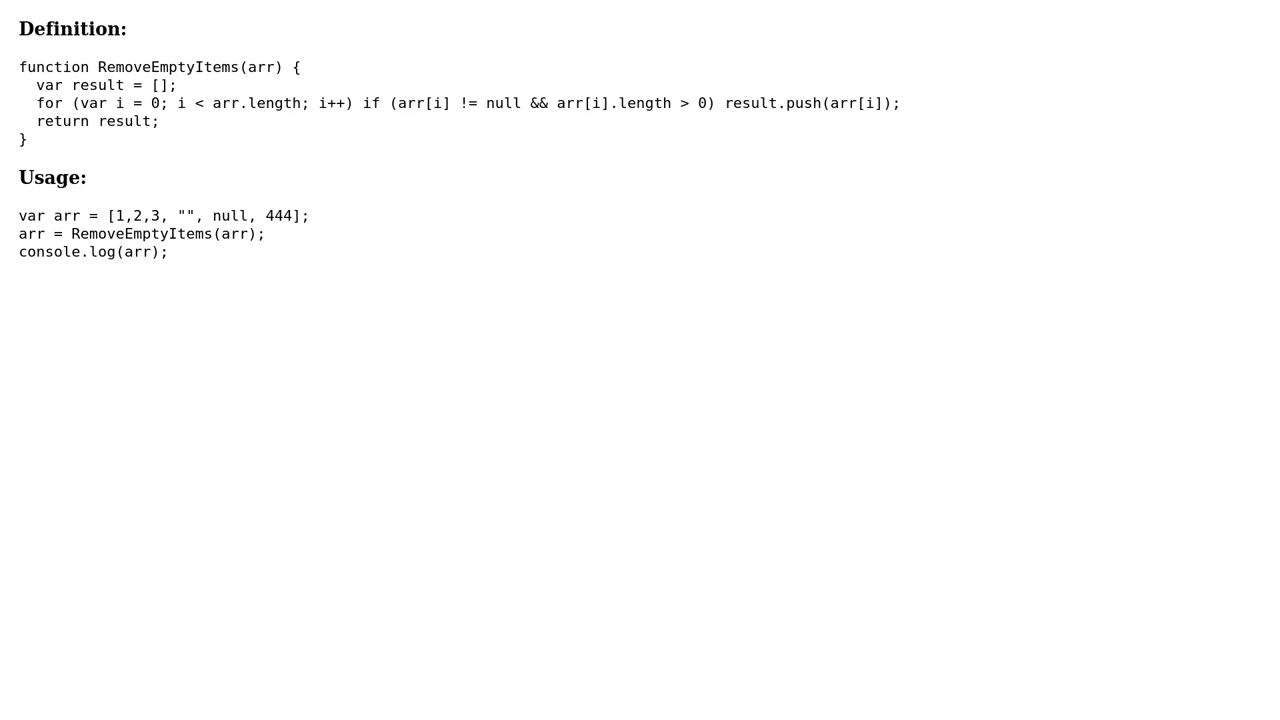 Definition:
function RemoveEmptyItems(arr) {
  var result = [];
  for (var i = 0; i < arr.length; i++) if (arr[i] != null && arr[i].length > 0) result.push(arr[i]);
  return result;
}
Usage:
var arr = [1,2,3, "", null, 444];
arr = RemoveEmptyItems(arr);
console.log(arr);